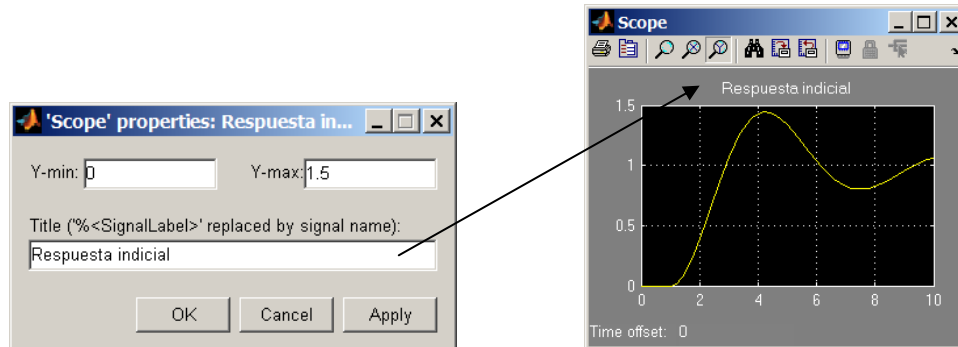 'Scope' properties: Respuesta in...
Y-min: 0 Y-max: 1.5
Title ('%<SignalLabel>' replaced by signal name):
Respuesta indicial
OK Cancel Apply
Scope
Respuesta indicial
1.5
1
0.5
0
0 2 4 6 8 10
Time offset: 0